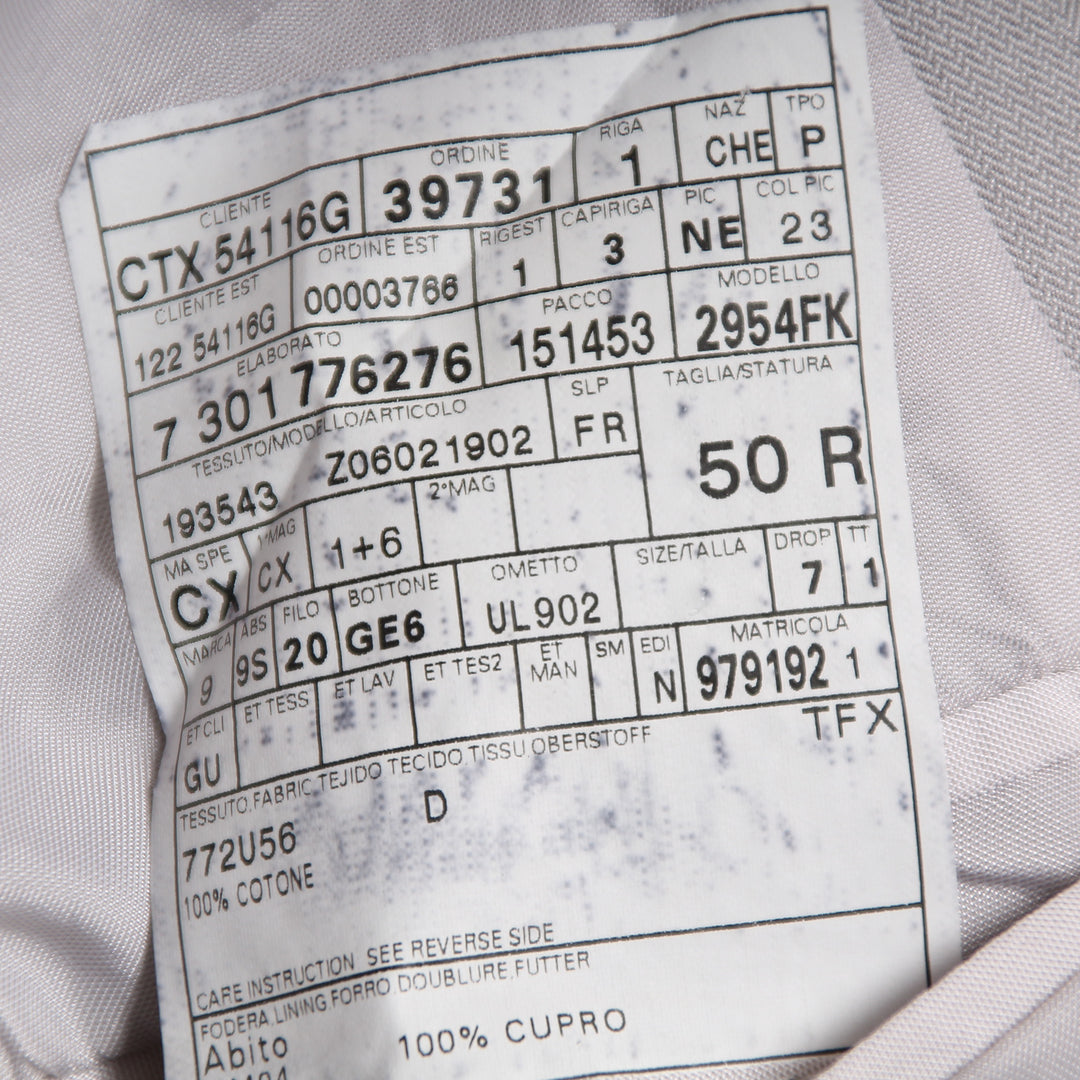 CLIENTE ORDINE RIGA NAZ TPO
CTX 54116G 39731 1 CHE P
CLIENTE EST ORDINE EST RIGEST CAPIRIGA PIC COL PIC
122 54116G 00003766 1 3 NE 23
ELABORATO PACCO MODELLO
7 301 776276 151453 2954FK
TESSUTO/MODELLO/ARTICOLO SLP TAGLIA/STATURA
193543 Z06021902 FR 50 R
MA SPE 1°MAG 2°MAG
CX CX 1+6
MARCA ABS FILO BOTTONE OMETTO SIZE/TALLA DROP TT
9 9S 20 GE6 UL902 7 1
ET CLI ET TESS ET LAV ET TES2 ET MAN SM EDI MATRICOLA
GU N 979192 1
TESSUTO,FABRIC,TEJIDO TECIDO,TISSU,OBERSTOFF TFX
D
772U56
100% COTONE
CARE INSTRUCTION SEE REVERSE SIDE
FODERA,LINING,FORRO,DOUBLURE,FUTTER
Abito 100% CUPRO